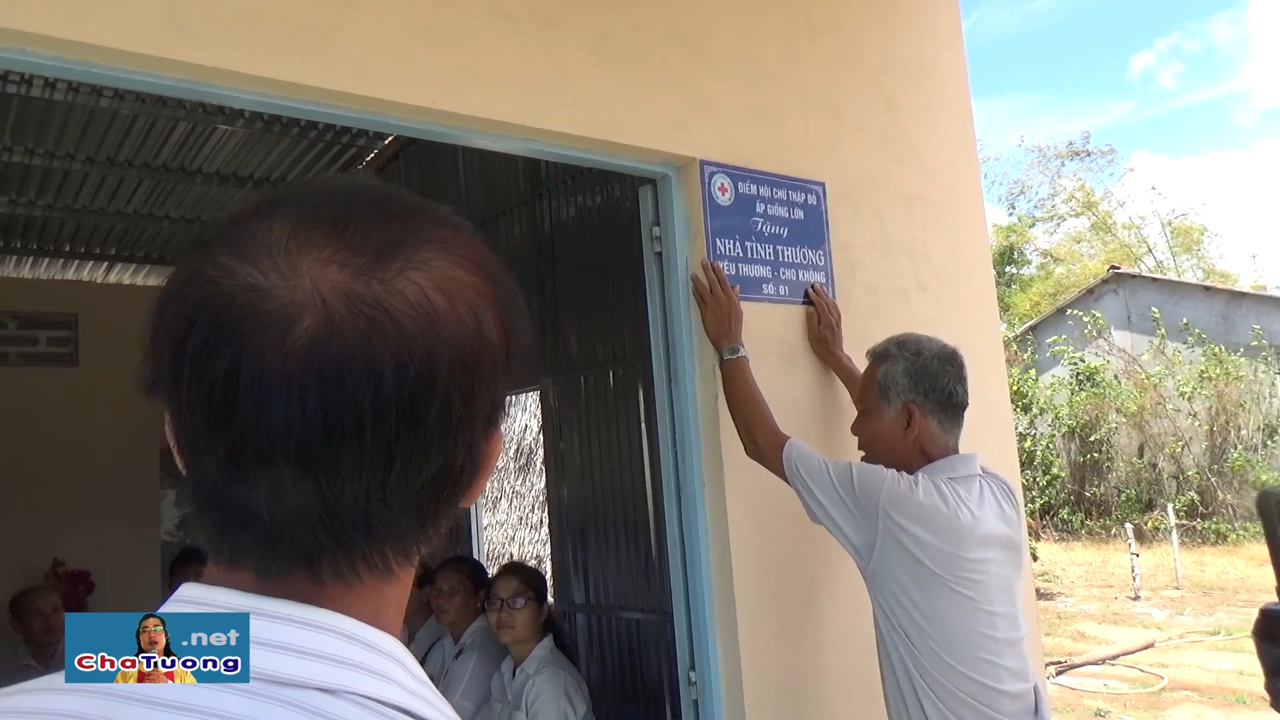 ĐIỂM HỘI CHỮ THẬP ĐỎ
ẤP GIỒNG LỚN
Tặng
NHÀ TÌNH THƯƠNG
YÊU THƯƠNG - CHO KHÔNG
SỐ: 01
.net
ChaTuong